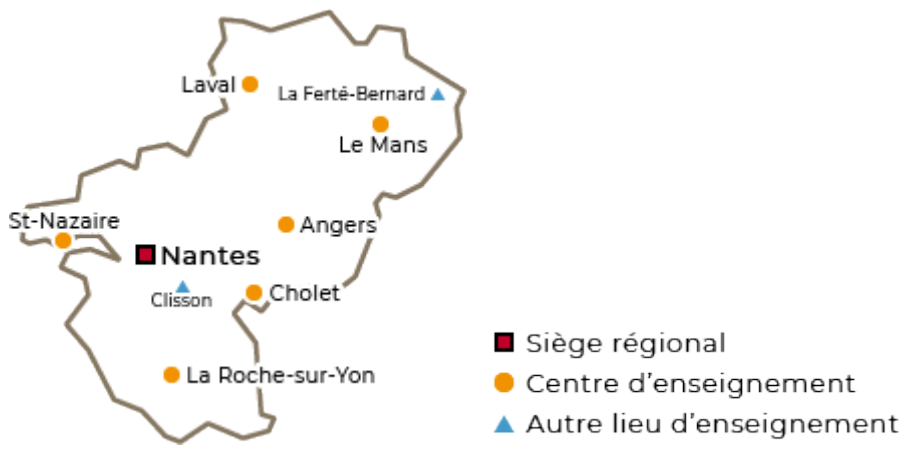 Laval
La Ferté-Bernard
Le Mans
St-Nazaire
Angers
Nantes
Clisson
Cholet
La Roche-sur-Yon
Siège régional
Centre d’enseignement
Autre lieu d’enseignement